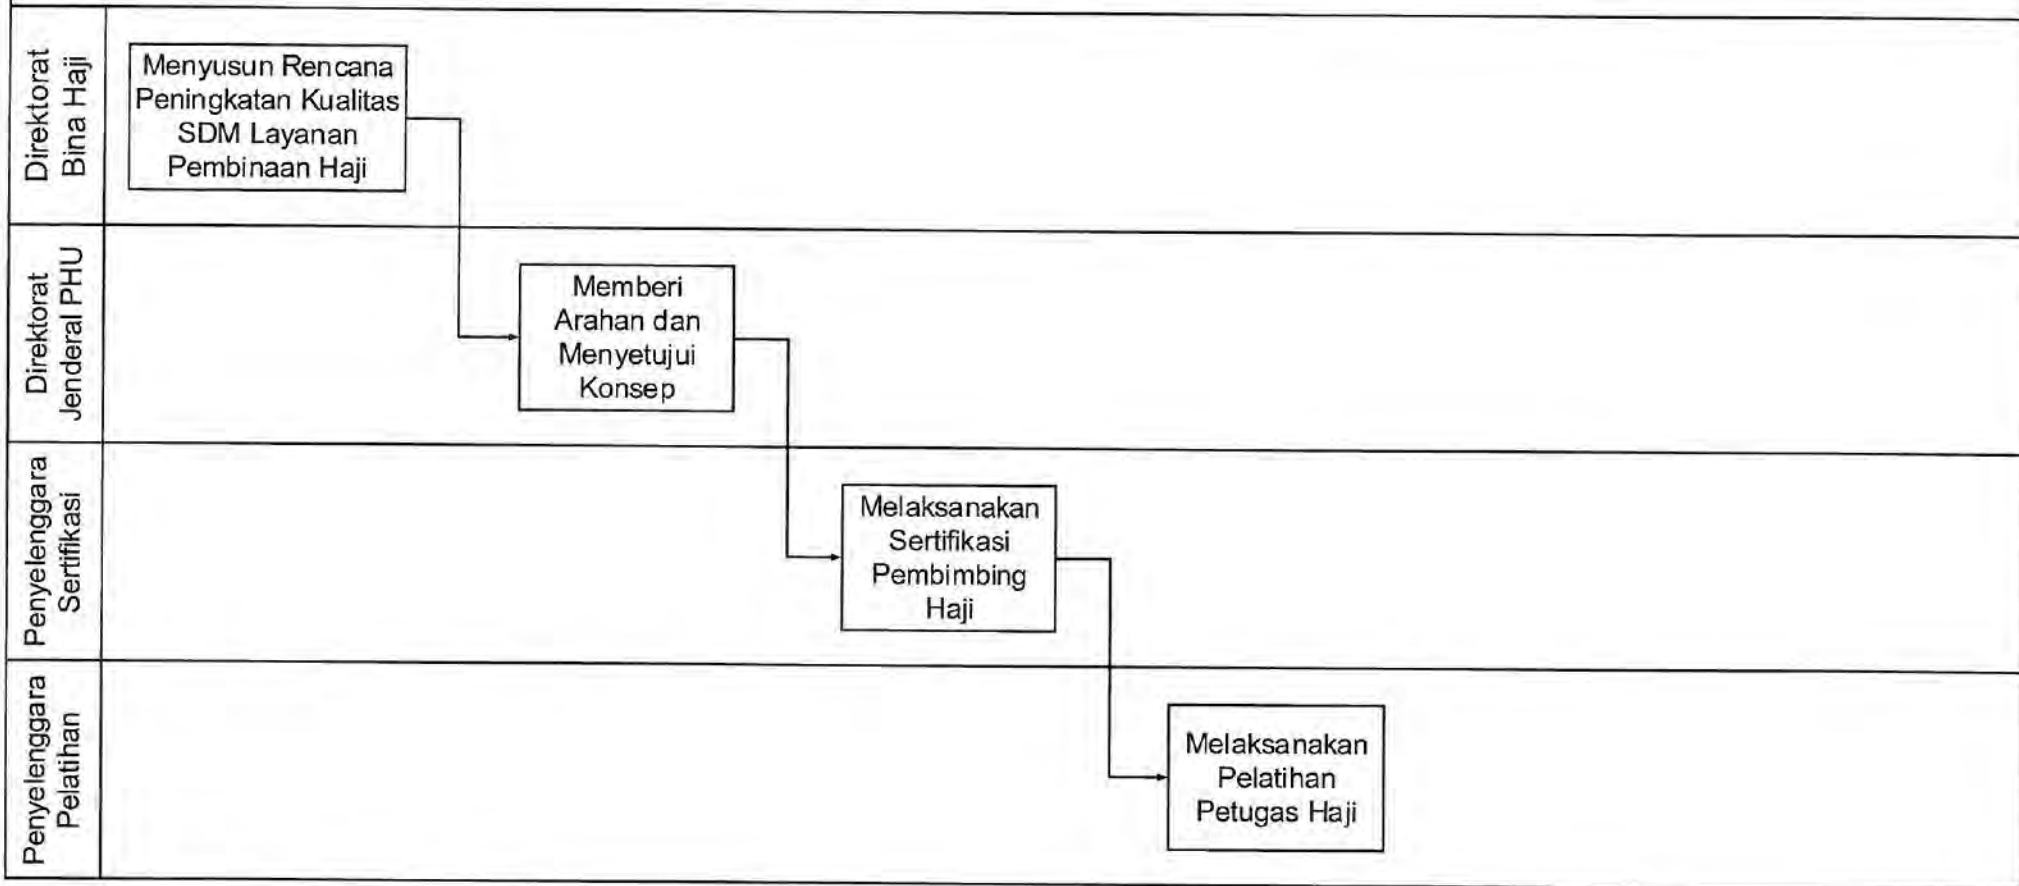 Direktorat
Bina Haji
Menyusun Rencana
Peningkatan Kualitas
SDM Layanan
Pembinaan Haji
Direktorat
Jenderal PHU
Memberi
Arahan dan
Menyetujui
Konsep
Penyelenggara
Sertifikasi
Melaksanakan
Sertifikasi
Pembimbing
Haji
Penyelenggara
Pelatihan
Melaksanakan
Pelatihan
Petugas Haji